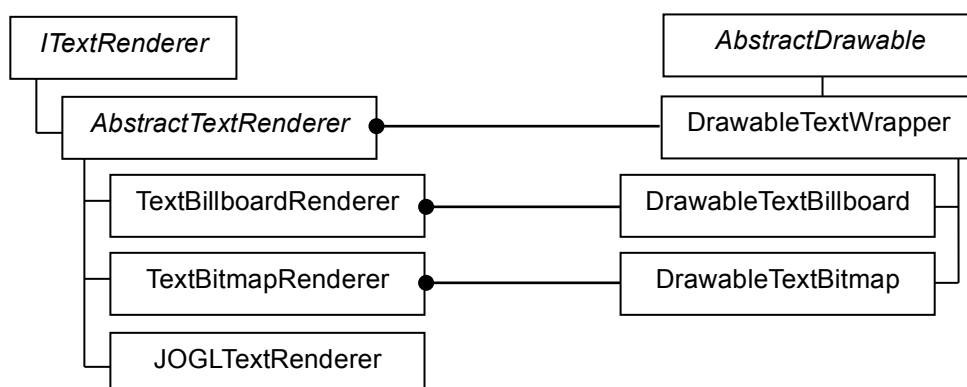 ITextRenderer
AbstractDrawable
AbstractTextRenderer
DrawableTextWrapper
TextBillboardRenderer
DrawableTextBillboard
TextBitmapRenderer
DrawableTextBitmap
JOGLTextRenderer